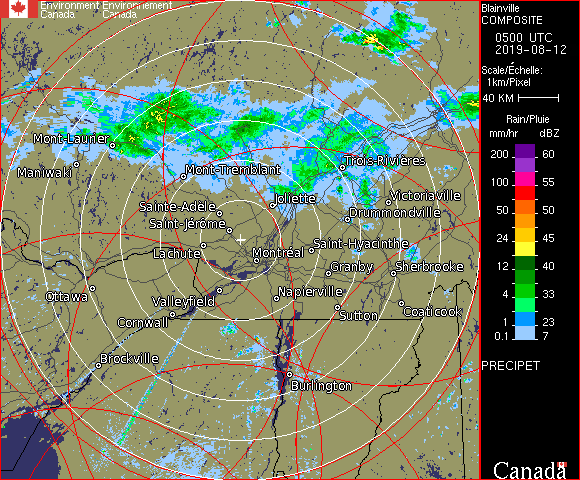 Environment Environnement
Canada Canada
Blainville
COMPOSITE
0500 UTC
2019-08-12
Scale/Échelle:
1km/Pixel
40 KM
Rain/Pluie
mm/hr dBZ
200 60
100 55
50 50
24 45
12 40
4 33
1 23
0.1 7
PRECIPET
Mont-Laurier
Maniwaki
Mont-Tremblant
Trois-Rivières
Joliette
Victoriaville
Sainte-Adèle
Drummondville
Saint-Jérôme
Saint-Hyacinthe
Lachute
Montréal
Granby
Sherbrooke
Ottawa
Valleyfield
Napierville
Cornwall
Sutton
Coaticook
Brockville
Burlington
Canada